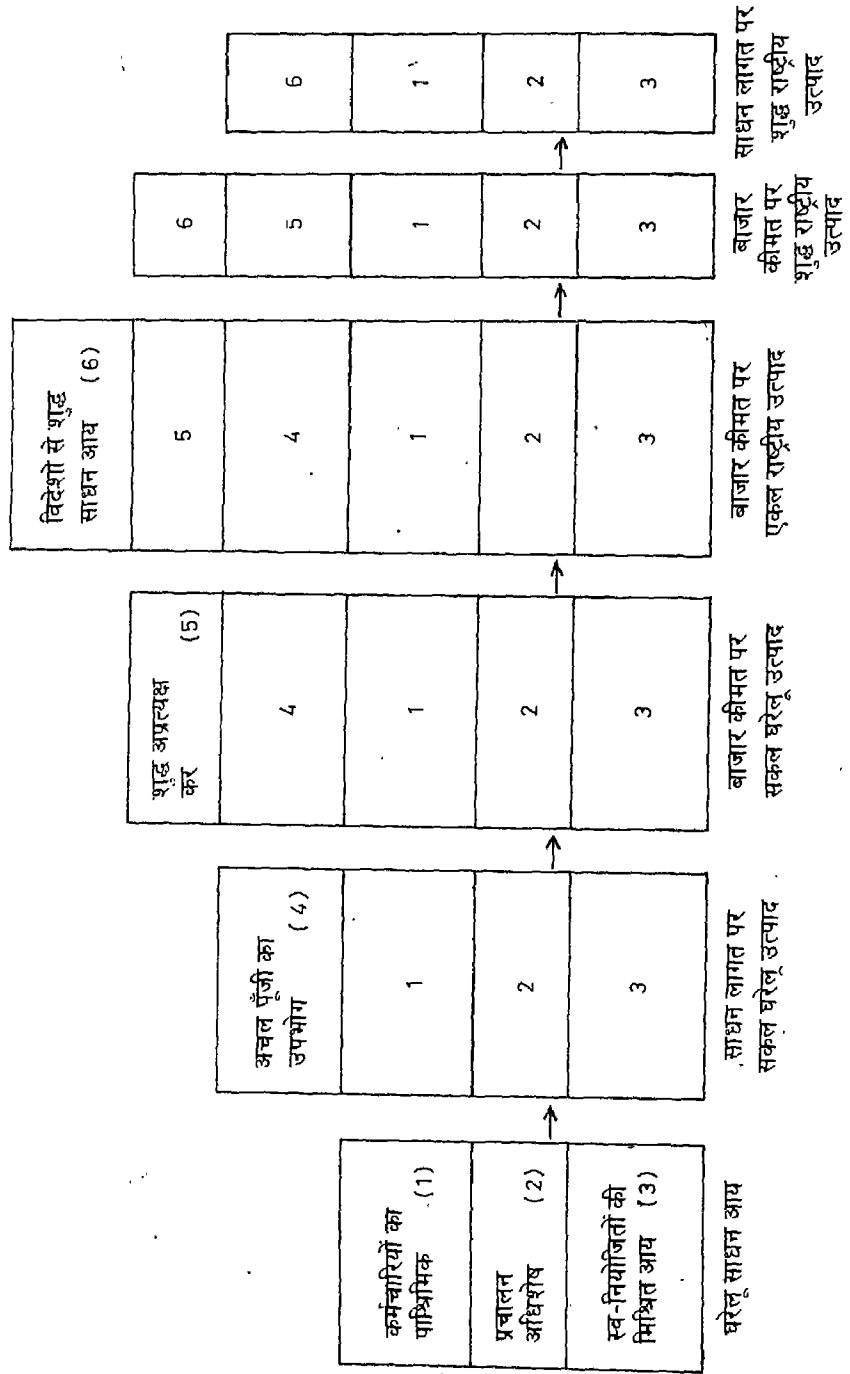 कर्मचारियों का
पारिश्रमिक (1)
प्रचालन
अधिशेष (2)
स्व-नियोजितों की
मिश्रित आय (3)
घरेलू साधन आय
अचल पूँजी का
उपभोग (4)
1
2
3
साधन लागत पर
सकल घरेलू उत्पाद
शुद्ध अप्रत्यक्ष
कर (5)
4
1
2
3
बाजार कीमत पर
सकल घरेलू उत्पाद
विदेशों से शुद्ध
साधन आय (6)
5
4
1
2
3
बाजार कीमत पर
एकल राष्ट्रीय उत्पाद
6
5
1
2
3
बाजार
कीमत पर
शुद्ध राष्ट्रीय
उत्पाद
6
1
2
3
साधन लागत पर
शुद्ध राष्ट्रीय
उत्पाद